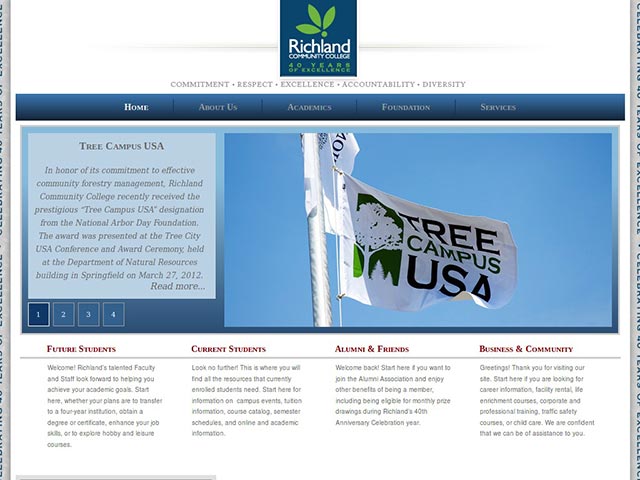 Richland
COMMUNITY COLLEGE
40 YEARS
OF EXCELLENCE
COMMITMENT • RESPECT • EXCELLENCE • ACCOUNTABILITY • DIVERSITY
HOME
ABOUT US
ACADEMICS
FOUNDATION
SERVICES
TREE CAMPUS USA
In honor of its commitment to effective
community forestry management, Richland
Community College recently received the
prestigious “Tree Campus USA” designation
from the National Arbor Day Foundation.
The award was presented at the Tree City
USA Conference and Award Ceremony, held
at the Department of Natural Resources
building in Springfield on March 27, 2012.
Read more...
1 2 3 4
TREE
CAMPUS
USA
FUTURE STUDENTS
Welcome! Richland's talented Faculty
and Staff look forward to helping you
achieve your academic goals. Start
here, whether your plans are to transfer
to a four-year institution, obtain a
degree or certificate, enhance your job
skills, or to explore hobby and leisure
courses.
CURRENT STUDENTS
Look no further! This is where you will
find all the resources that currently
enrolled students need. Start here for
information on campus events, tuition
information, course catalog, semester
schedules, and online and academic
information.
ALUMNI & FRIENDS
Welcome back! Start here if you want to
join the Alumni Association and enjoy
other benefits of being a member,
including being eligible for monthly prize
drawings during Richland's 40th
Anniversary Celebration year.
BUSINESS & COMMUNITY
Greetings! Thank you for visiting our
site. Start here if you are looking for
career information, facility rental, life
enrichment courses, corporate and
professional training, traffic safety
courses, or child care. We are confident
that we can be of assistance to you.
CELEBRATING 40 YEARS OF EXCELLENCE
CELEBRATING 40 YEARS OF EXCELLENCE